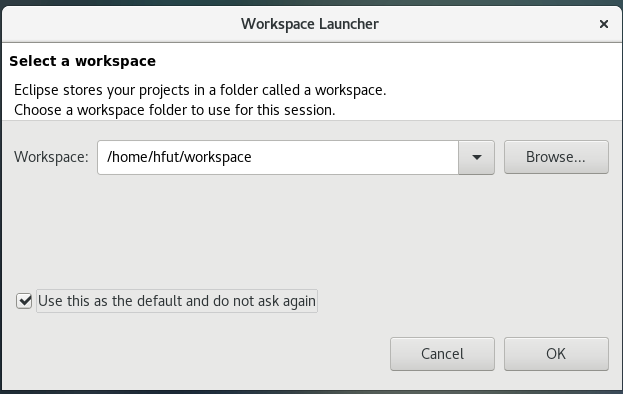 Workspace Launcher
Select a workspace
Eclipse stores your projects in a folder called a workspace.
Choose a workspace folder to use for this session.
Workspace: /home/hfut/workspace Browse...
Use this as the default and do not ask again
Cancel OK